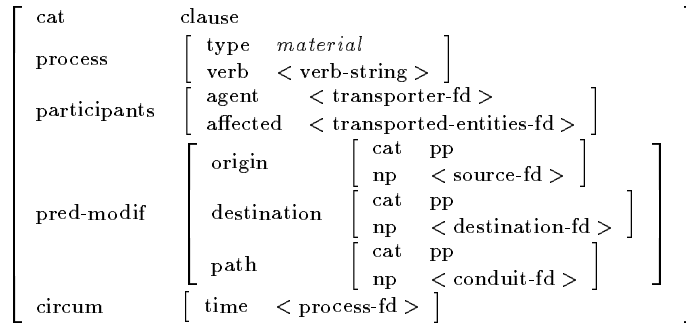 cat clause
process type material
verb < verb-string >
participants agent < transporter-fd >
affected < transported-entities-fd >
pred-modif origin cat pp
np < source-fd >
destination cat pp
np < destination-fd >
path cat pp
np < conduit-fd >
circum time < process-fd >